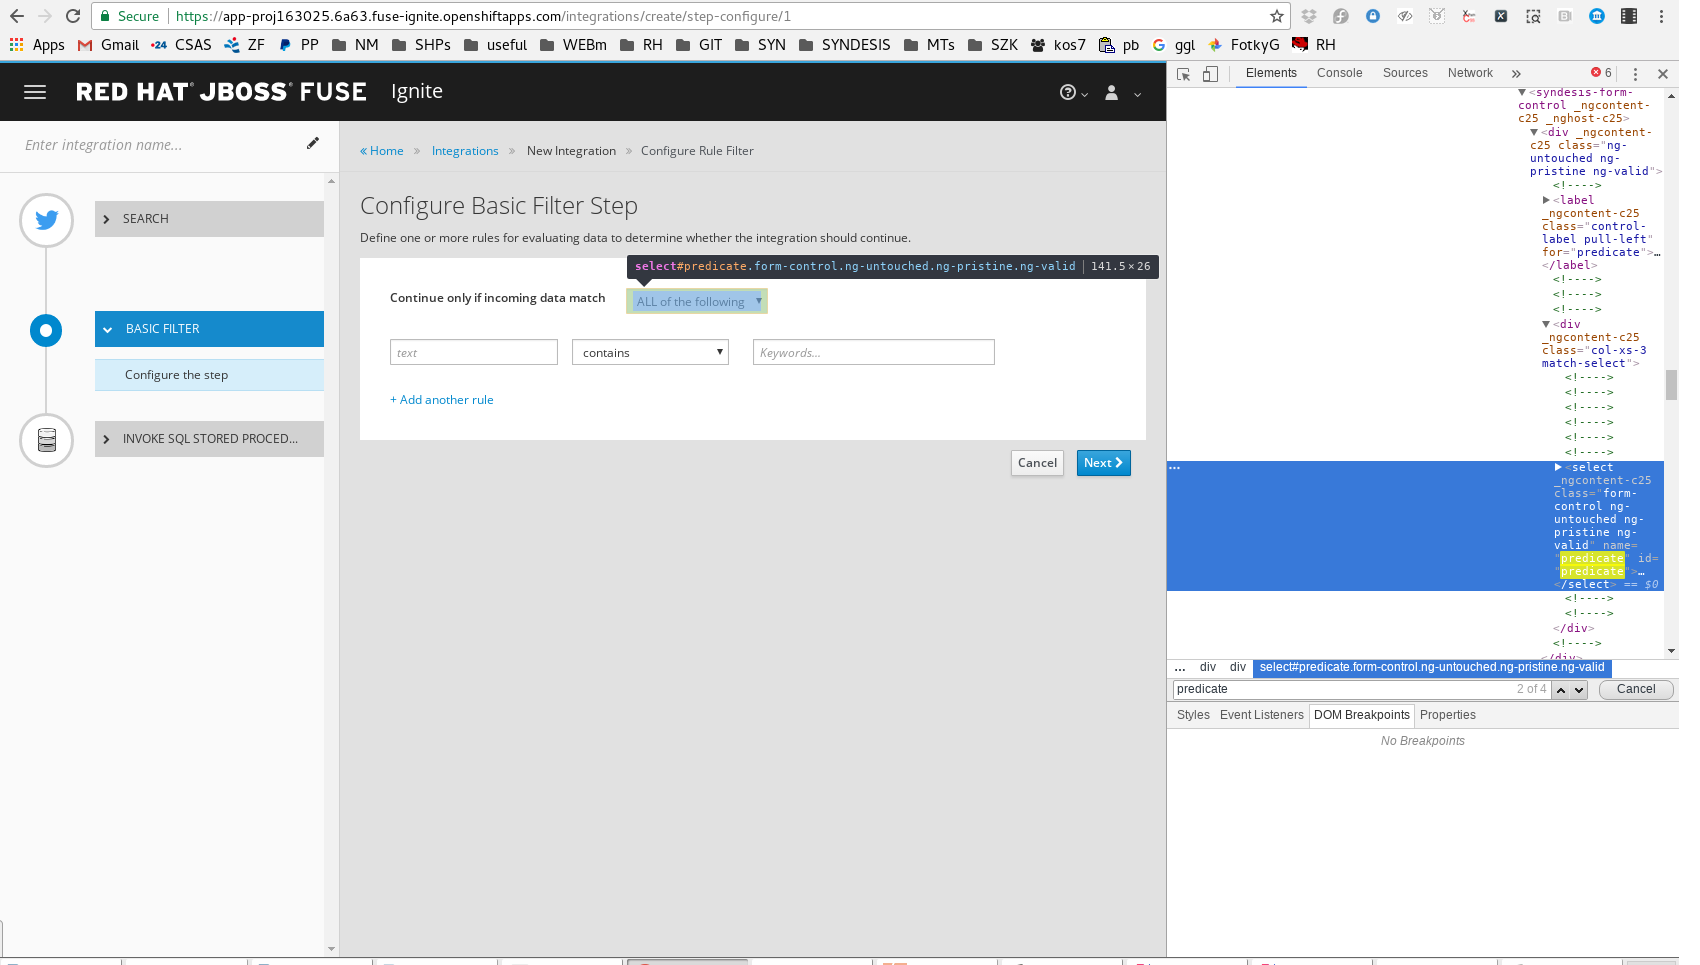 Secure https://app-proj163025.6a63.fuse-ignite.openshiftapps.com/integrations/create/step-configure/1
Apps Gmail CSAS ZF PP NM SHPs useful WEBm RH GIT SYN SYNDESIS MTs SZK kos7 pb ggl FotkyG RH
RED HAT JBOSS FUSE Ignite
Enter integration name...
« Home » Integrations » New Integration » Configure Rule Filter
SEARCH
BASIC FILTER
Configure the step
INVOKE SQL STORED PROCED...
Configure Basic Filter Step
Define one or more rules for evaluating data to determine whether the integration should continue.
select#predicate.form-control.ng-untouched.ng-pristine.ng-valid | 141.5 × 26
Continue only if incoming data match ALL of the following
text contains Keywords...
+ Add another rule
Cancel Next
Elements Console Sources Network » 6
▼<syndesis-form-
control _ngcontent-
c25 _nghost-c25>
▼<div _ngcontent-
c25 class="ng-
untouched ng-
pristine ng-valid">
<!---->
▶<label
_ngcontent-c25
class="control-
label pull-left"
for="predicate">…
</label>
<!---->
<!---->
<!---->
▼<div
_ngcontent-c25
class="col-xs-3
match-select">
<!---->
<!---->
<!---->
<!---->
<!---->
<!---->
… ▶<select
_ngcontent-c25
class="form-
control ng-
untouched ng-
pristine ng-
valid" name=
"predicate" id=
"predicate">…
</select> == $0
<!---->
<!---->
</div>
<!---->
</div>
... div div select#predicate.form-control.ng-untouched.ng-pristine.ng-valid
predicate 2 of 4 Cancel
Styles Event Listeners DOM Breakpoints Properties
No Breakpoints